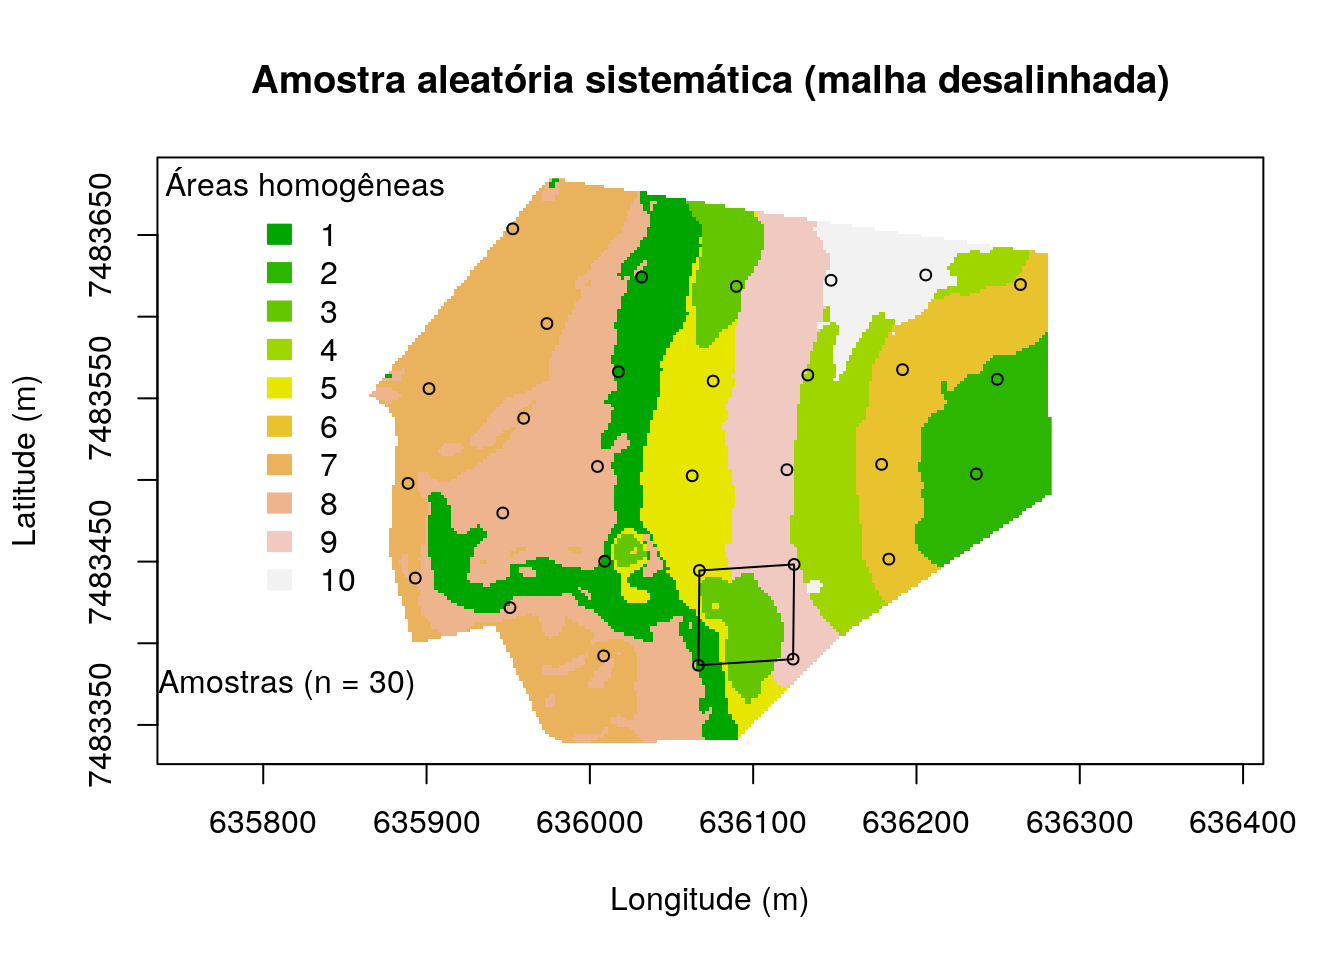 Amostra aleatória sistemática (malha desalinhada)
Áreas homogêneas
1
2
3
4
5
6
7
8
9
10
Amostras (n = 30)
Latitude (m)
7483650
7483550
7483450
7483350
635800 635900 636000 636100 636200 636300 636400
Longitude (m)